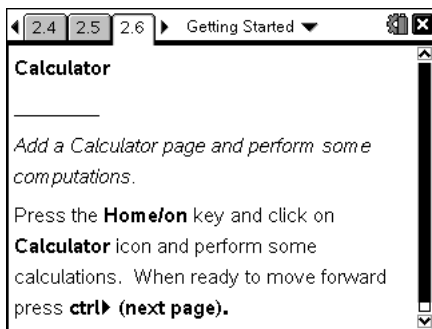 2.4 2.5 2.6 Getting Started
Calculator
Add a Calculator page and perform some
computations.
Press the Home/on key and click on
Calculator icon and perform some
calculations. When ready to move forward
press ctrl▶ (next page).